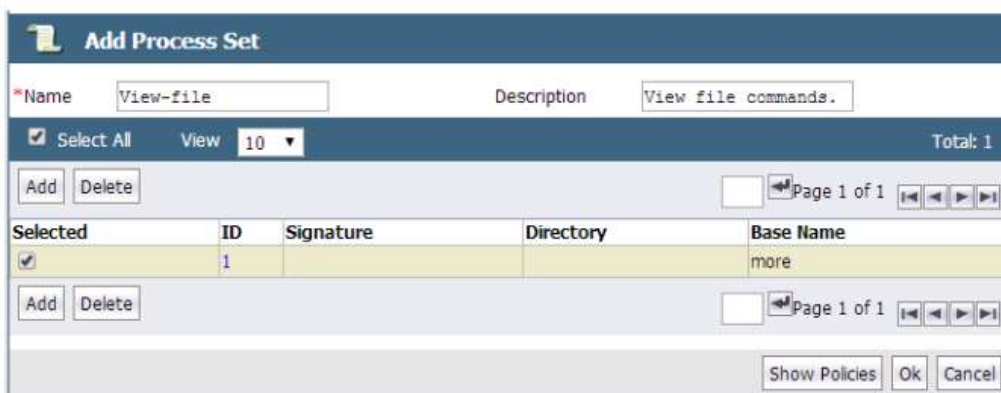 Add Process Set
*Name View-file Description View file commands.
Select All View 10 Total: 1
Add Delete Page 1 of 1
Selected ID Signature Directory Base Name
1 more
Add Delete Page 1 of 1
Show Policies Ok Cancel